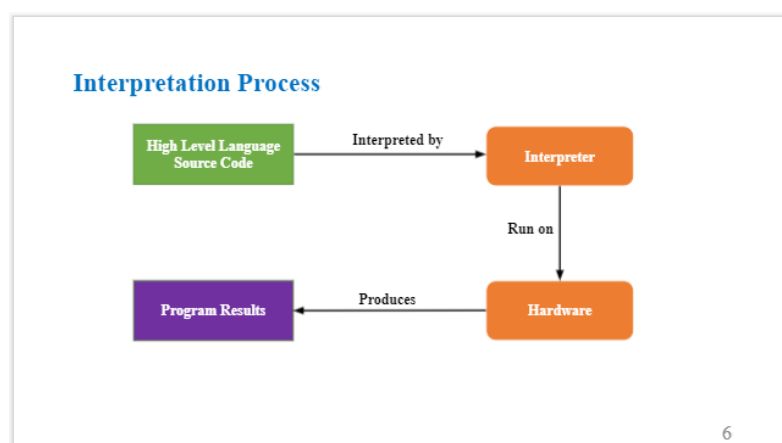 Interpretation Process
High Level Language
Source Code
Interpreted by
Interpreter
Run on
Program Results
Produces
Hardware
6